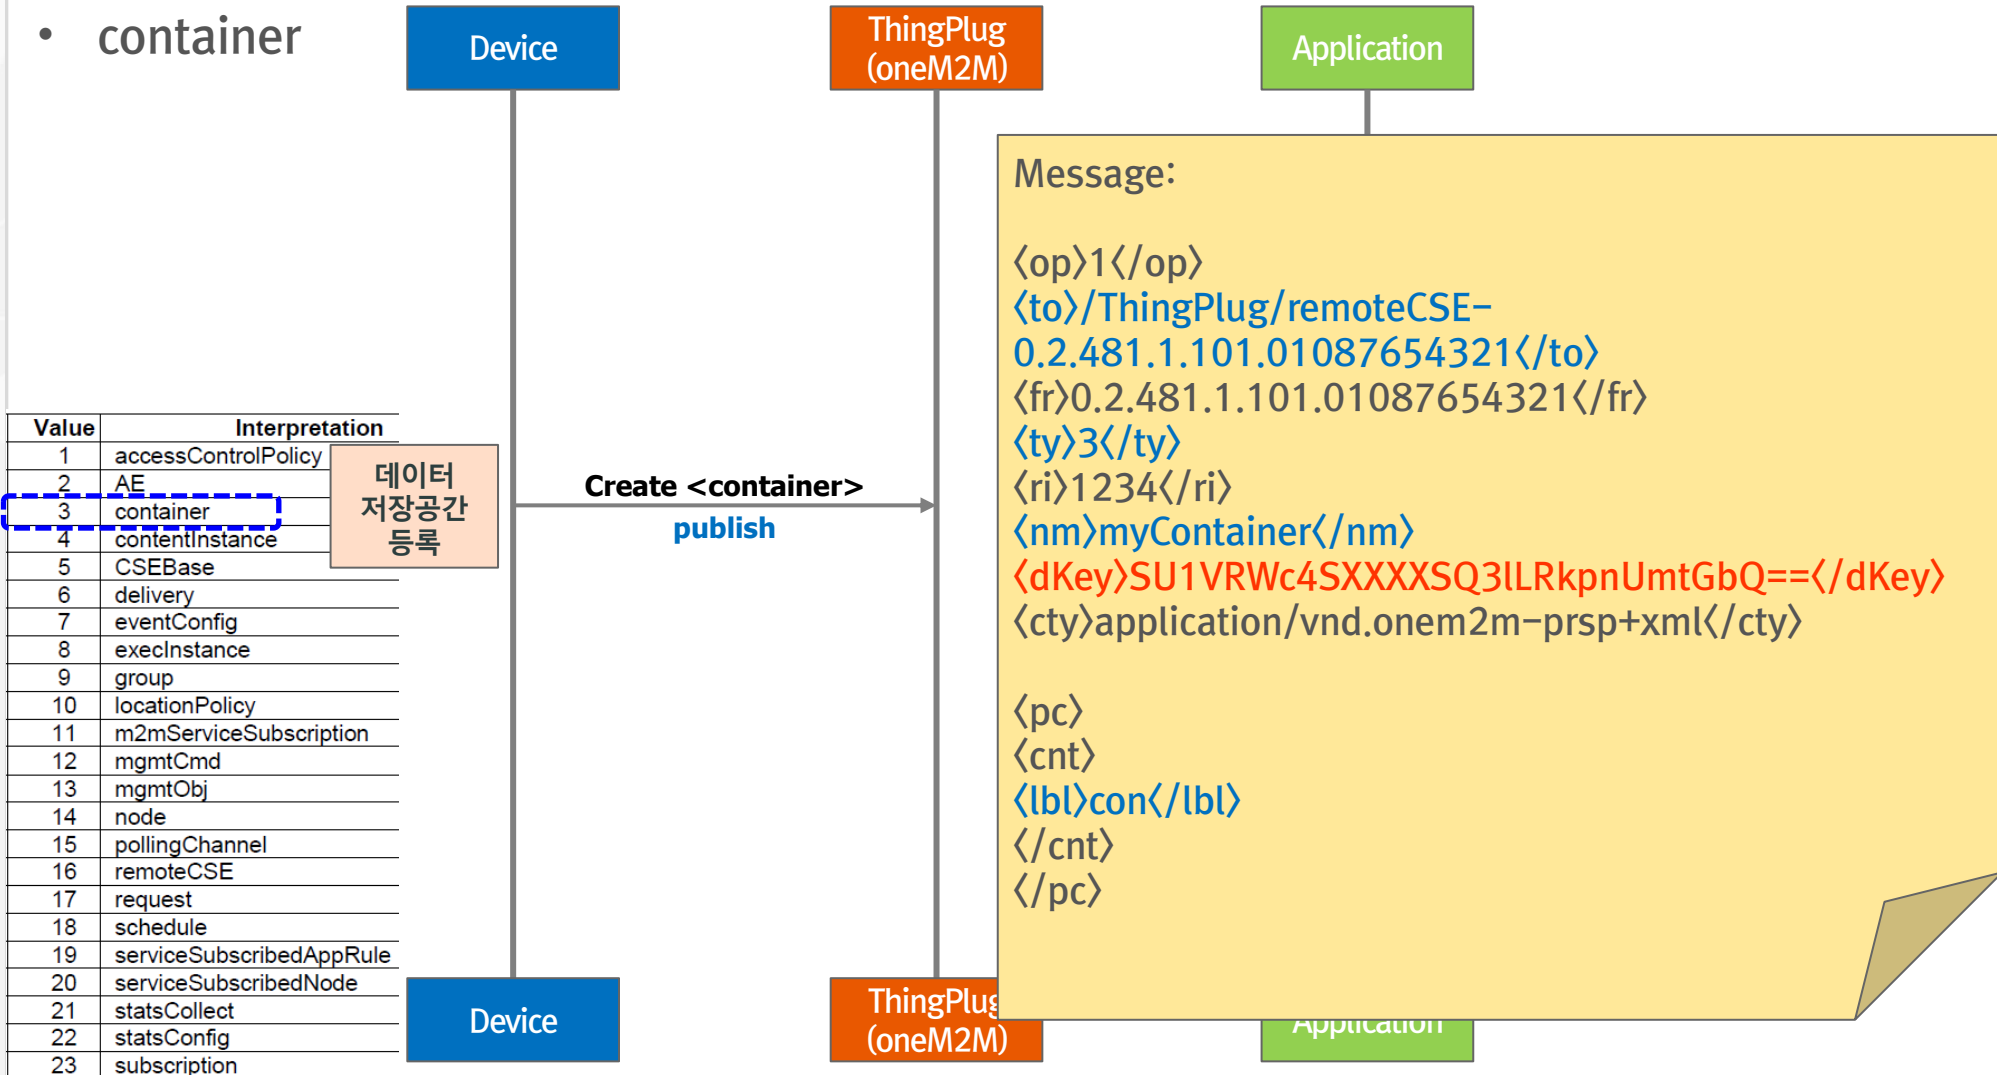 • container
Device
ThingPlug
(oneM2M)
Application
Message:
〈op〉1〈/op〉
〈to〉/ThingPlug/remoteCSE-
0.2.481.1.101.01087654321〈/to〉
〈fr〉0.2.481.1.101.01087654321〈/fr〉
〈ty〉3〈/ty〉
〈ri〉1234〈/ri〉
〈nm〉myContainer〈/nm〉
〈dKey〉SU1VRWc4SXXXXSQ3lLRkpnUmtGbQ==〈/dKey〉
〈cty〉application/vnd.onem2m-prsp+xml〈/cty〉
〈pc〉
〈cnt〉
〈lbl〉con〈/lbl〉
〈/cnt〉
〈/pc〉
Value Interpretation
1 accessControlPolicy
2 AE
3 container
4 contentInstance
5 CSEBase
6 delivery
7 eventConfig
8 execInstance
9 group
10 locationPolicy
11 m2mServiceSubscription
12 mgmtCmd
13 mgmtObj
14 node
15 pollingChannel
16 remoteCSE
17 request
18 schedule
19 serviceSubscribedAppRule
20 serviceSubscribedNode
21 statsCollect
22 statsConfig
23 subscription
데이터
저장공간
등록
Create <container>
publish
Device
ThingPlug
(oneM2M)
Application